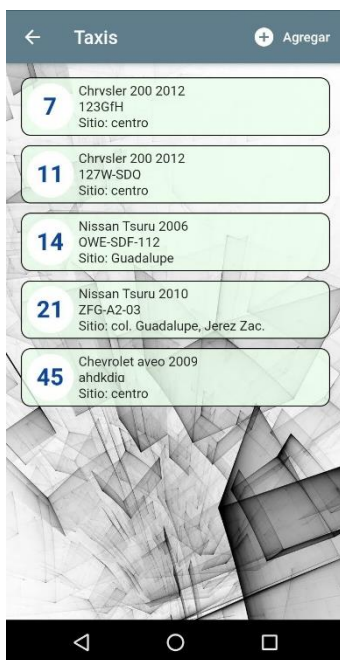 Taxis
Agregar
7
Chrysler 200 2012
123GfH
Sitio: centro
11
Chrysler 200 2012
127W-SDO
Sitio: centro
14
Nissan Tsuru 2006
OWE-SDF-112
Sitio: Guadalupe
21
Nissan Tsuru 2010
ZFG-A2-03
Sitio: col. Guadalupe, Jerez Zac.
45
Chevrolet aveo 2009
ahdkdig
Sitio: centro